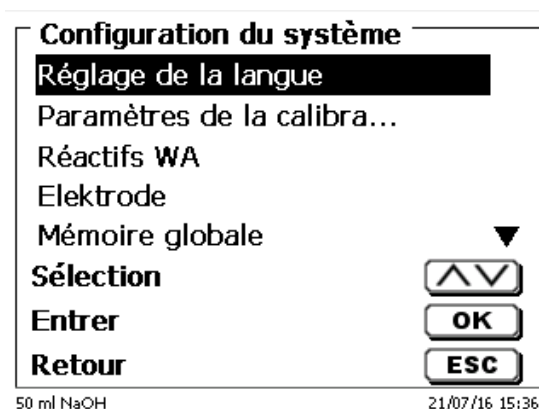 Configuration du système
Réglage de la langue
Paramètres de la calibra...
Réactifs WA
Elektrode
Mémoire globale
Sélection
Entrer OK
Retour ESC
50 ml NaOH 21/07/16 15:36